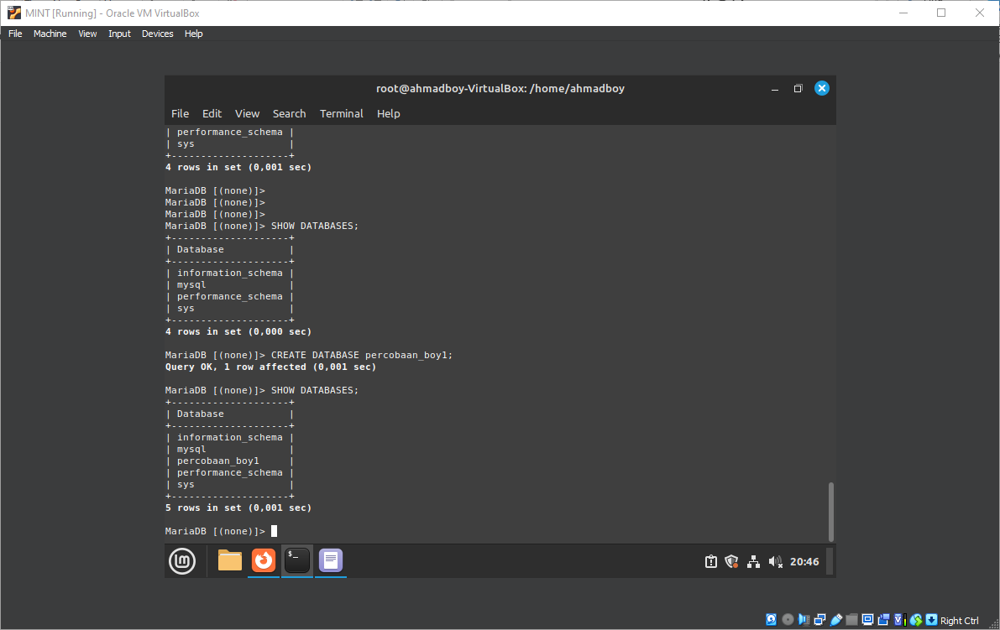 MINT [Running] - Oracle VM VirtualBox
File Machine View Input Devices Help
root@ahmadboy-VirtualBox: /home/ahmadboy
File Edit View Search Terminal Help
| performance_schema |
| sys                |
+--------------------+
4 rows in set (0,001 sec)
MariaDB [(none)]>
MariaDB [(none)]>
MariaDB [(none)]>
MariaDB [(none)]> SHOW DATABASES;
+--------------------+
| Database           |
+--------------------+
| information_schema |
| mysql              |
| performance_schema |
| sys                |
+--------------------+
4 rows in set (0,000 sec)
MariaDB [(none)]> CREATE DATABASE percobaan_boy1;
Query OK, 1 row affected (0,001 sec)
MariaDB [(none)]> SHOW DATABASES;
+--------------------+
| Database           |
+--------------------+
| information_schema |
| mysql              |
| percobaan_boy1     |
| performance_schema |
| sys                |
+--------------------+
5 rows in set (0,001 sec)
MariaDB [(none)]>
20:46
Right Ctrl